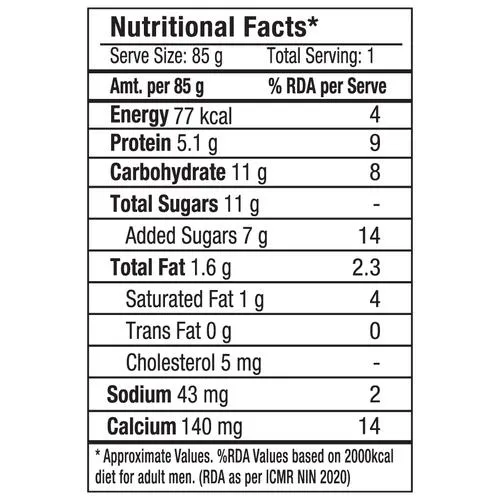 Nutritional Facts*
Serve Size: 85 g Total Serving: 1
Amt. per 85 g % RDA per Serve
Energy 77 kcal 4
Protein 5.1 g 9
Carbohydrate 11 g 8
Total Sugars 11 g -
Added Sugars 7 g 14
Total Fat 1.6 g 2.3
Saturated Fat 1 g 4
Trans Fat 0 g 0
Cholesterol 5 mg -
Sodium 43 mg 2
Calcium 140 mg 14
* Approximate Values. %RDA Values based on 2000kcal
diet for adult men. (RDA as per ICMR NIN 2020)